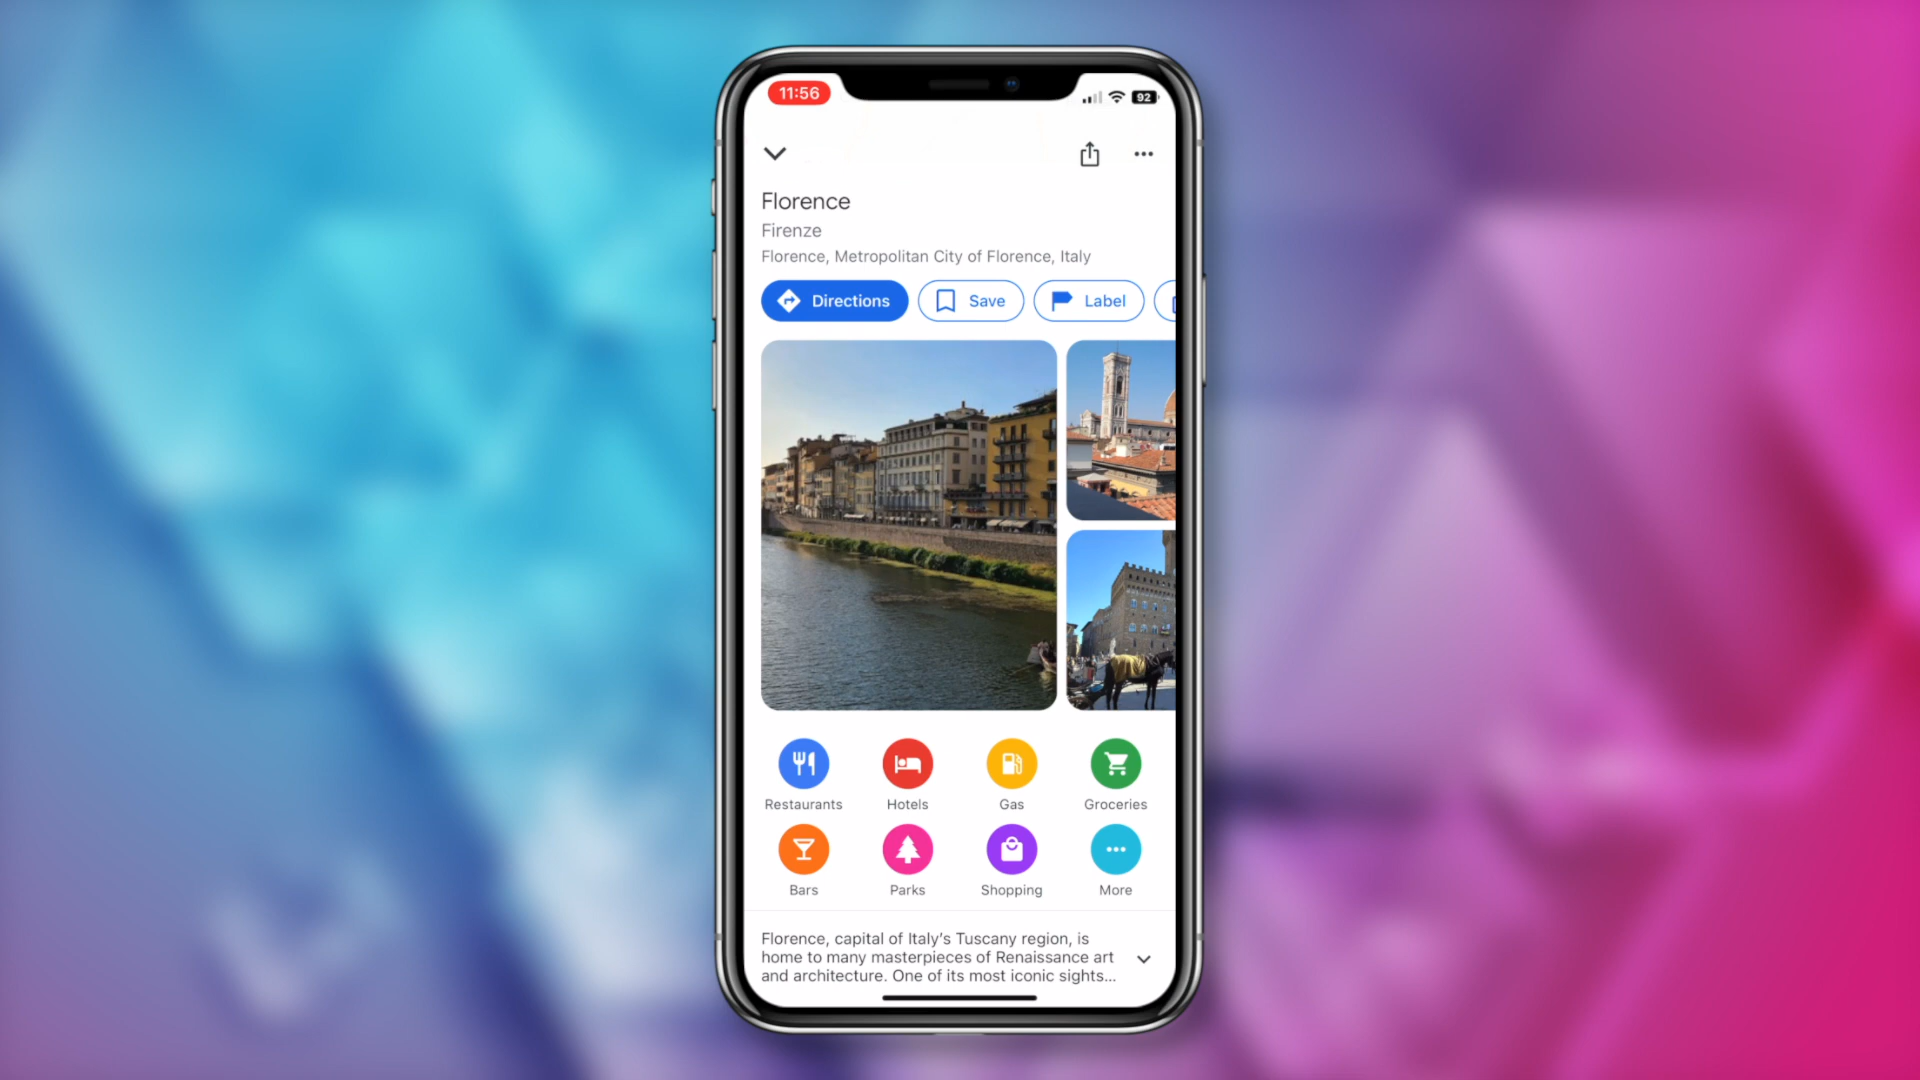 11:56
92
Florence
Firenze
Florence, Metropolitan City of Florence, Italy
Directions
Save
Label
Restaurants
Hotels
Gas
Groceries
Bars
Parks
Shopping
More
Florence, capital of Italy’s Tuscany region, is
home to many masterpieces of Renaissance art
and architecture. One of its most iconic sights...